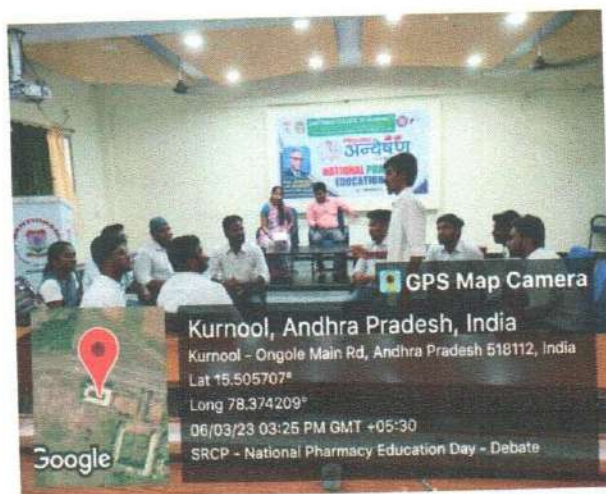 अन्वेषण
NATIONAL
EDUCATION
GPS Map Camera
Kurnool, Andhra Pradesh, India
Kurnool - Ongole Main Rd, Andhra Pradesh 518112, India
Lat 15.505707°
Long 78.374209°
06/03/23 03:25 PM GMT +05:30
SRCP - National Pharmacy Education Day - Debate
Google